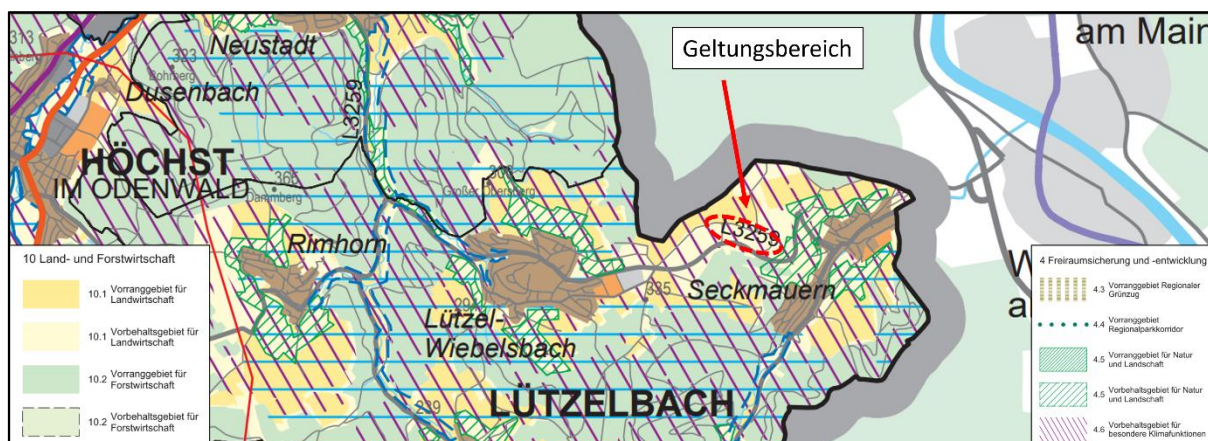 Geltungsbereich
am Main
313
Neustadt
323
Dusenbach
L3259
HÖCHST
IM ODENWALD
366
Dammberg
Großer Obersberg
Rimhorn
L3259
335
Seckmauern
Lützel-
Wiebelsbach
LÜTZELBACH
239
W
10 Land- und Forstwirtschaft
10.1 Vorranggebiet für
Landwirtschaft
10.1 Vorbehaltsgebiet für
Landwirtschaft
10.2 Vorranggebiet für
Forstwirtschaft
10.2 Vorbehaltsgebiet für
Forstwirtschaft
4 Freiraumsicherung und -entwicklung
4.3 Vorranggebiet Regionaler
Grünzug
4.4 Vorranggebiet
Regionalparkkorridor
4.5 Vorranggebiet für Natur
und Landschaft
4.5 Vorbehaltsgebiet für Natur
und Landschaft
4.6 Vorbehaltsgebiet für
besondere Klimafunktionen